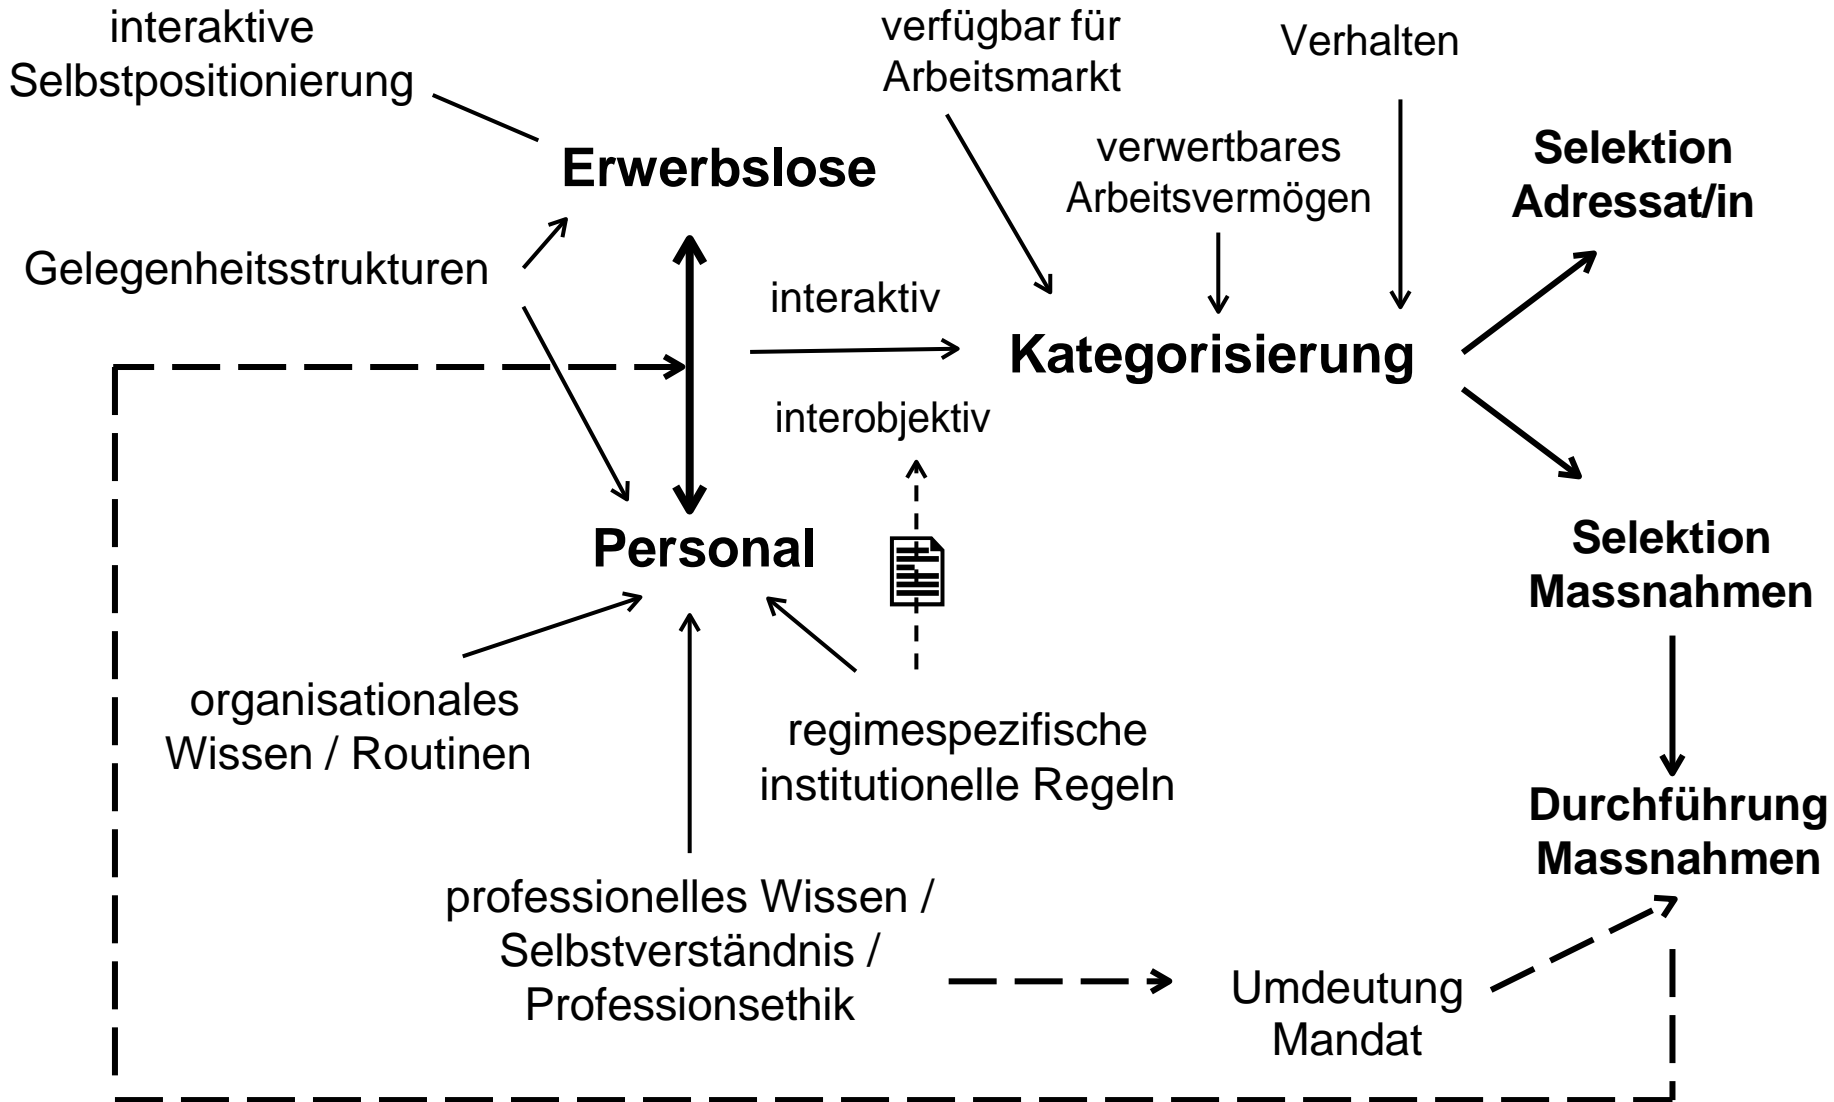 interaktive
Selbstpositionierung
verfügbar für
Arbeitsmarkt
Verhalten
Erwerbslose
verwertbares
Arbeitsvermögen
Selektion
Adressat/in
Gelegenheitsstrukturen
interaktiv
Kategorisierung
interobjektiv
Personal
Selektion
Massnahmen
organisationales
Wissen / Routinen
regimespezifische
institutionelle Regeln
Durchführung
Massnahmen
professionelles Wissen /
Selbstverständnis /
Professionsethik
Umdeutung
Mandat